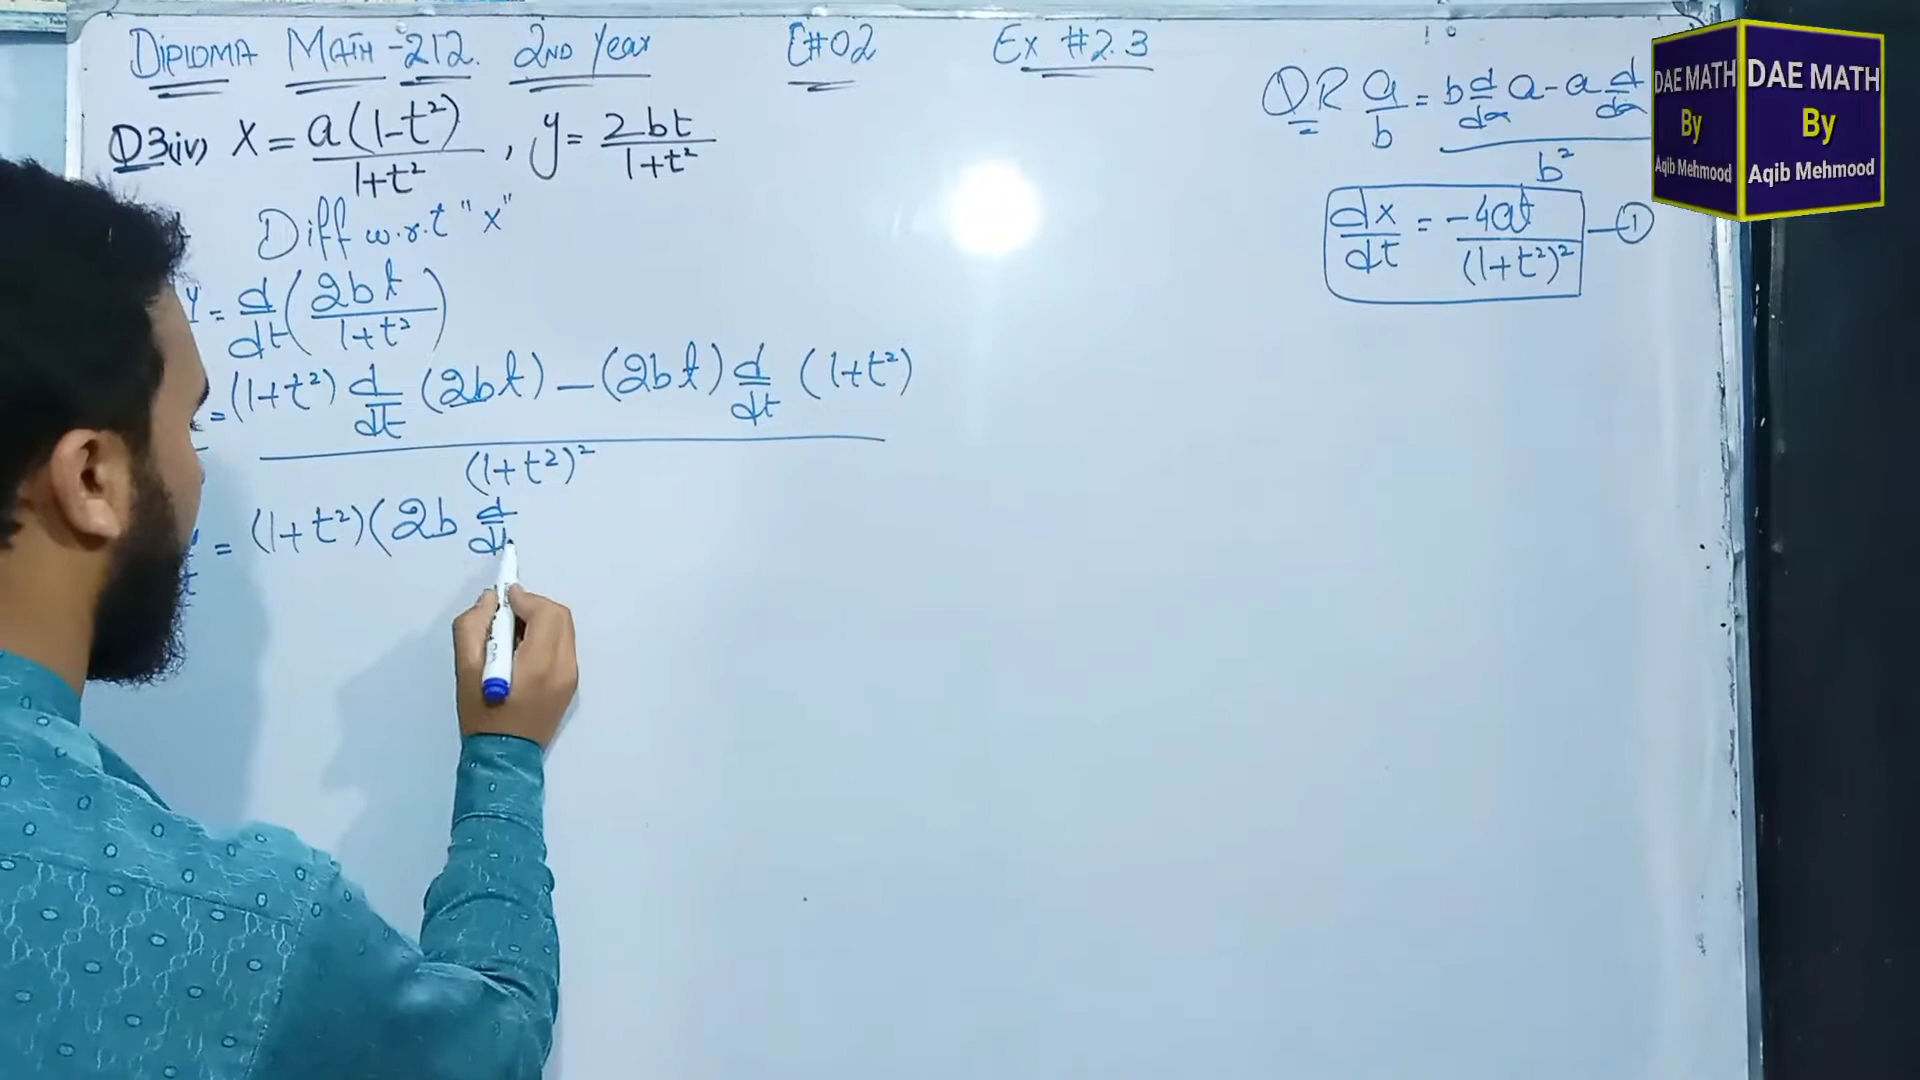 DIPLOMA MATH-212. 2ND Year C#02 Ex #2.3
Q3(iv) x = a(1-t²)/1+t² , y = 2bt/1+t²
Diff w.r.t "x"
y = d/dt (2bt/1+t²)
= (1+t²) d/dt (2bt) - (2bt) d/dt (1+t²)
(1+t²)²
= (1+t²)(2b d/dt
QR a/b = b d/dx a - a d/dx
b²
dx/dt = -4at/(1+t²)² — ①
DAE MATH
By
Aqib Mehmood
DAE MATH
By
Aqib Mehmood